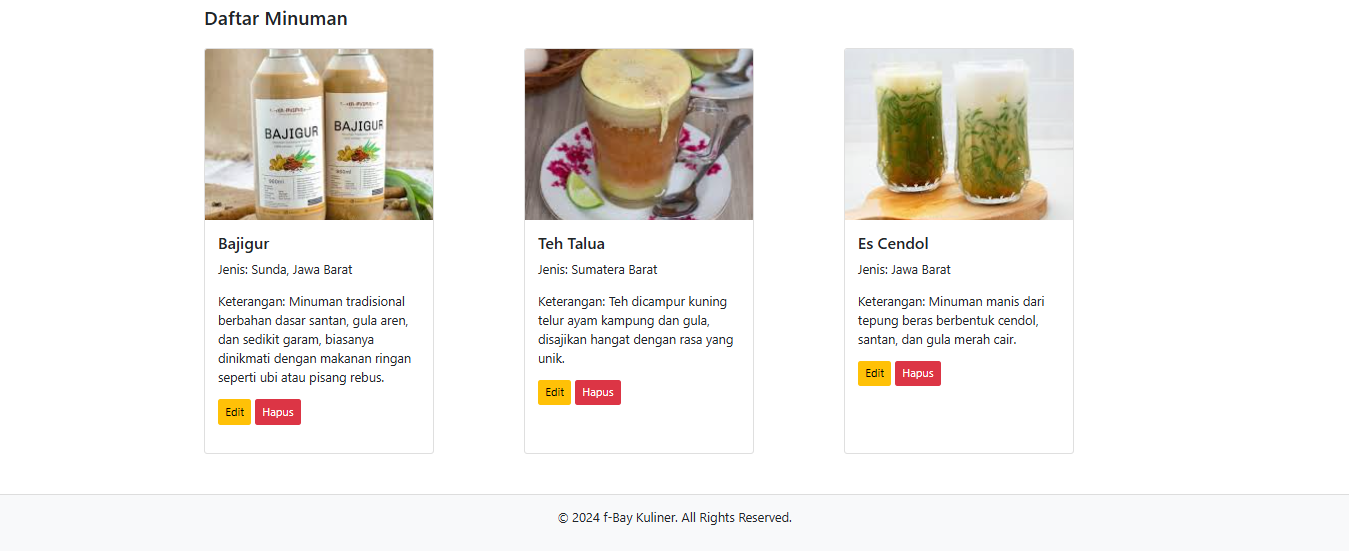 Daftar Minuman
BAJIGUR
BAJIGUR
Bajigur
Jenis: Sunda, Jawa Barat
Keterangan: Minuman tradisional
berbahan dasar santan, gula aren,
dan sedikit garam, biasanya
dinikmati dengan makanan ringan
seperti ubi atau pisang rebus.
Edit
Hapus
Teh Talua
Jenis: Sumatera Barat
Keterangan: Teh dicampur kuning
telur ayam kampung dan gula,
disajikan hangat dengan rasa yang
unik.
Edit
Hapus
Es Cendol
Jenis: Jawa Barat
Keterangan: Minuman manis dari
tepung beras berbentuk cendol,
santan, dan gula merah cair.
Edit
Hapus
© 2024 f-Bay Kuliner. All Rights Reserved.